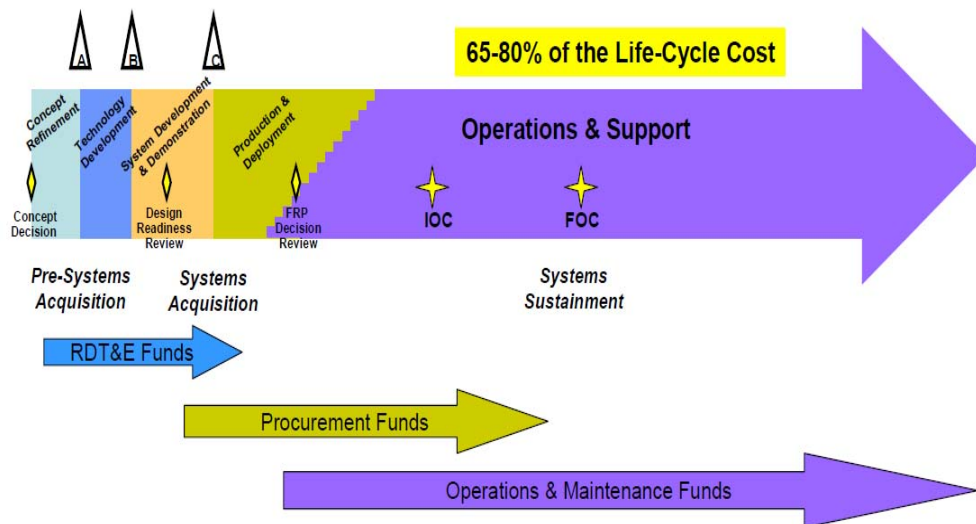 A
B
C
65-80% of the Life-Cycle Cost
Concept
Refinement
Technology
Development
System Development
& Demonstration
Production &
Deployment
Operations & Support
Concept
Decision
Design
Readiness
Review
FRP
Decision
Review
IOC
FOC
Pre-Systems
Acquisition
Systems
Acquisition
Systems
Sustainment
RDT&E Funds
Procurement Funds
Operations & Maintenance Funds